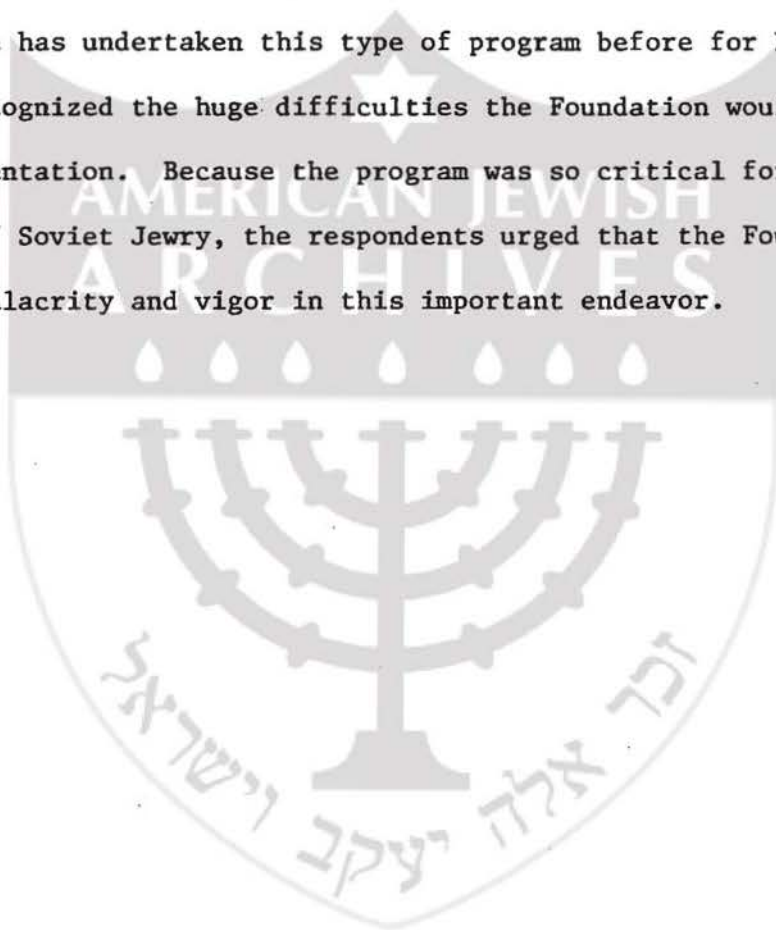 has undertaken this type of program before for
ognized the huge difficulties the Foundation wou
ntation. Because the program was so critical fo
Soviet Jewry, the respondents urged that the Fo
lacrity and vigor in this important endeavor.
AMERICAN JEWISH
ARCHIVES
זכר אלה יעקב וישראל